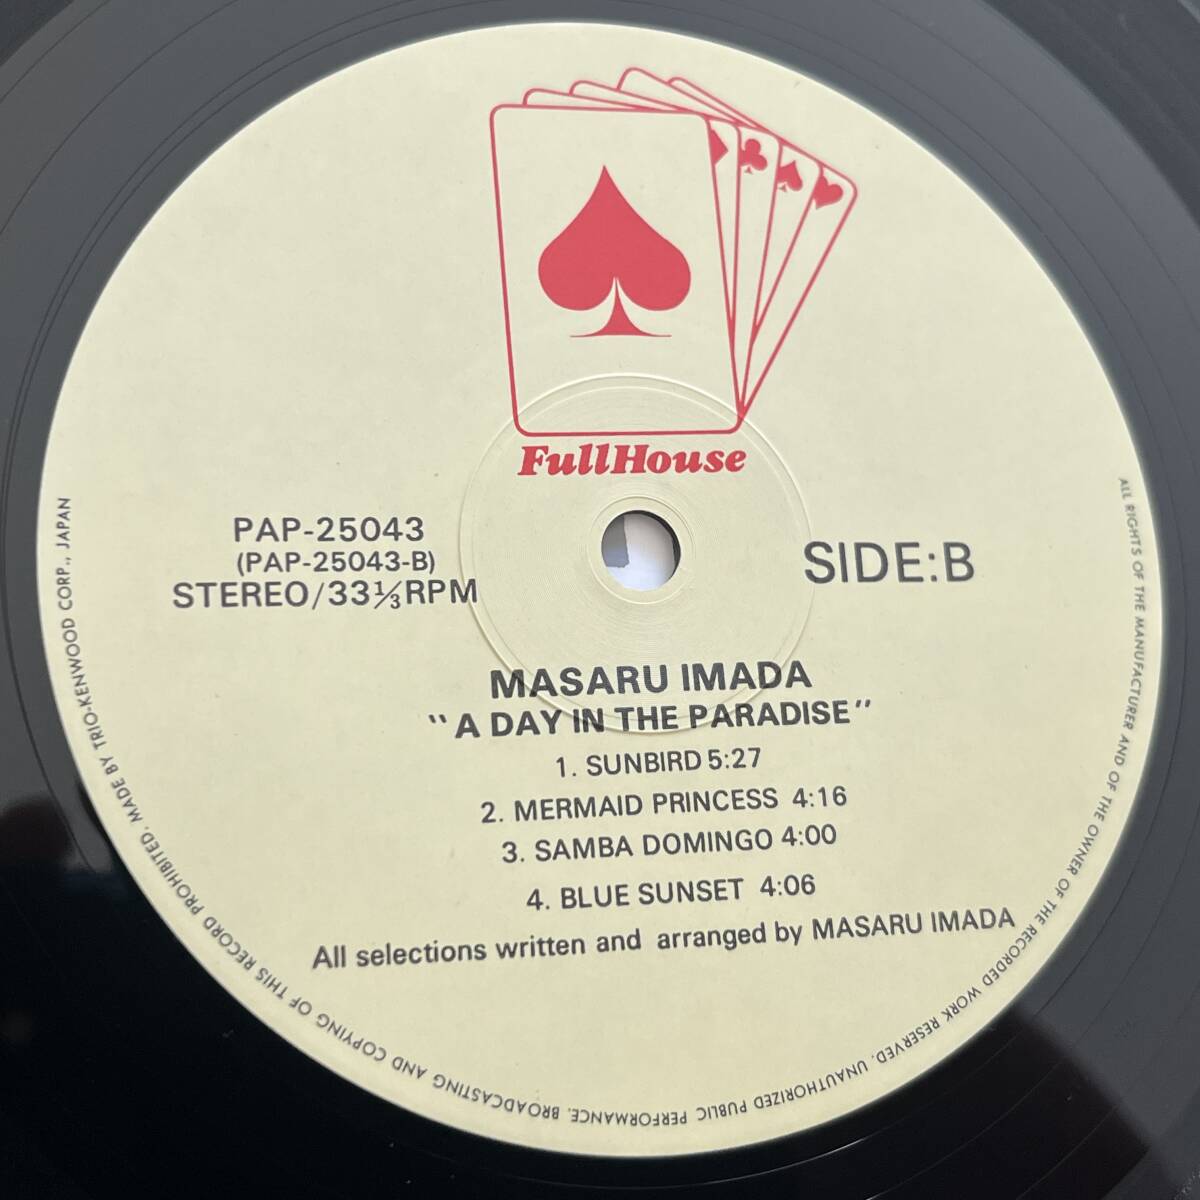 FullHouse
PAP-25043
(PAP-25043-B)
STEREO/33⅓RPM
SIDE:B
MASARU IMADA
"A DAY IN THE PARADISE"
1. SUNBIRD 5:27
2. MERMAID PRINCESS 4:16
3. SAMBA DOMINGO 4:00
4. BLUE SUNSET 4:06
All selections written and arranged by MASARU IMADA
ALL RIGHTS OF THE MANUFACTURER AND OF THE OWNER OF THE RECORDED WORK RESERVED. UNAUTHORIZED PUBLIC PERFORMANCE. BROADCASTING AND COPYING OF THIS RECORD PROHIBITED. MADE BY TRIO-KENWOOD CORP., JAPAN